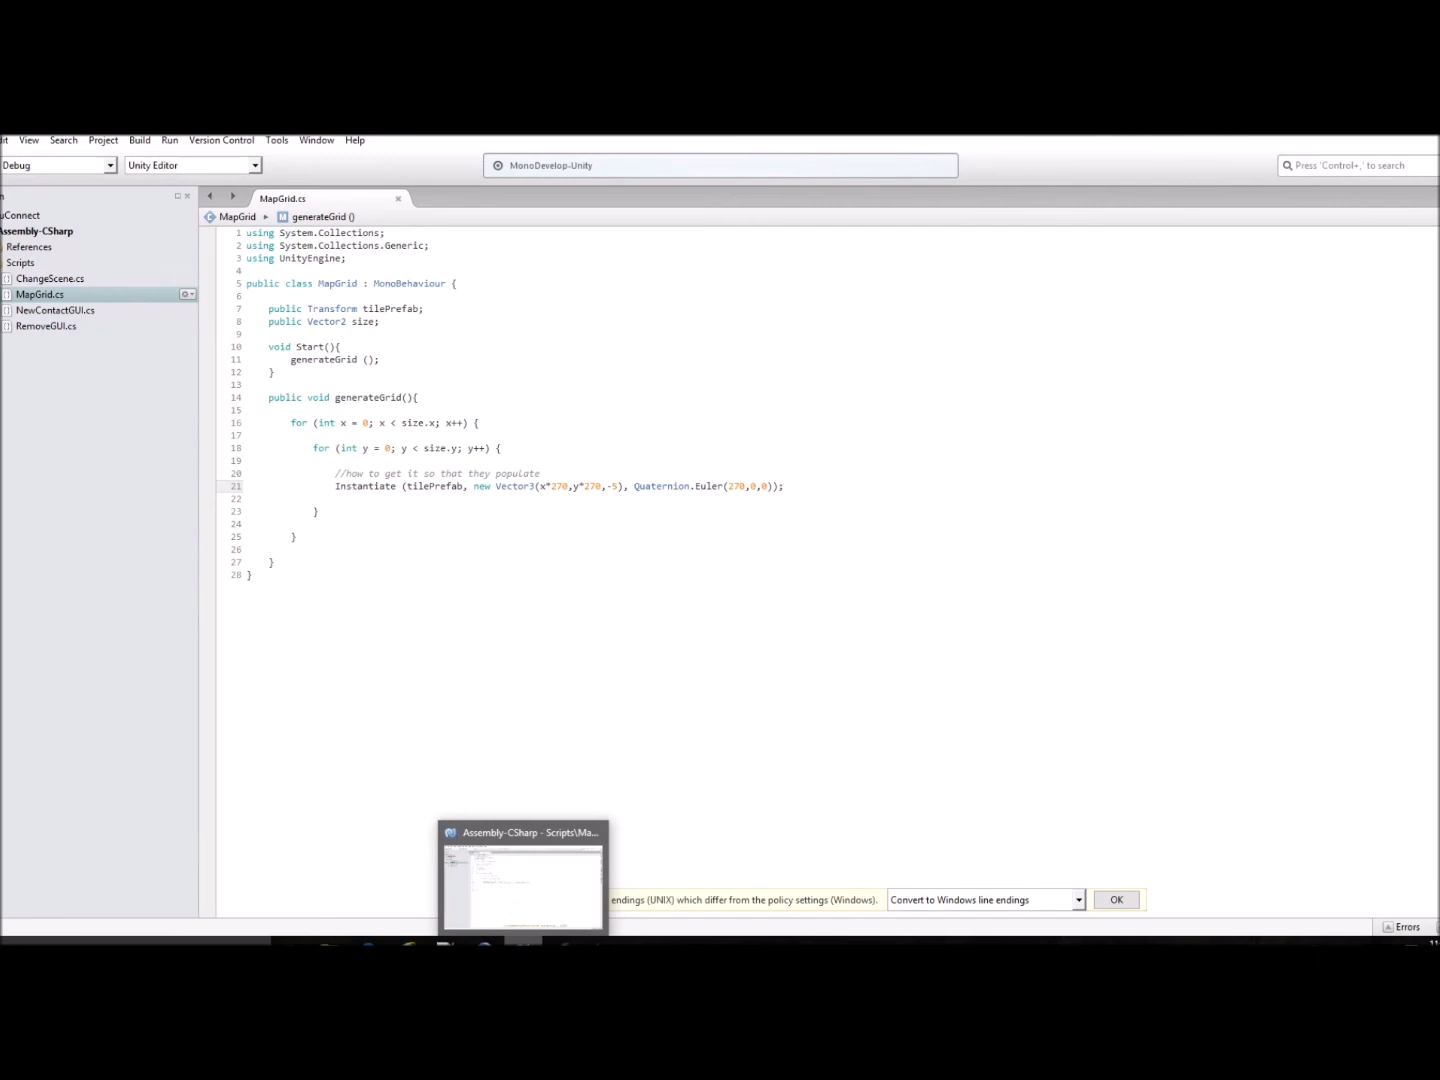 View Search Project Build Run Version Control Tools Window Help
Debug Unity Editor MonoDevelop-Unity Press 'Control+,' to search
MapGrid.cs
MapGrid generateGrid ()
uConnect
Assembly-CSharp
References
Scripts
ChangeScene.cs
MapGrid.cs
NewContactGUI.cs
RemoveGUI.cs
1 using System.Collections;
2 using System.Collections.Generic;
3 using UnityEngine;
4
5 public class MapGrid : MonoBehaviour {
6
7 public Transform tilePrefab;
8 public Vector2 size;
9
10 void Start(){
11 generateGrid ();
12 }
13
14 public void generateGrid(){
15
16 for (int x = 0; x < size.x; x++) {
17
18 for (int y = 0; y < size.y; y++) {
19
20 //how to get it so that they populate
21 Instantiate (tilePrefab, new Vector3(x*270,y*270,-5), Quaternion.Euler(270,0,0));
22
23 }
24
25 }
26
27 }
28 }
Assembly-CSharp - Scripts\Ma...
endings (UNIX) which differ from the policy settings (Windows). Convert to Windows line endings OK
Errors